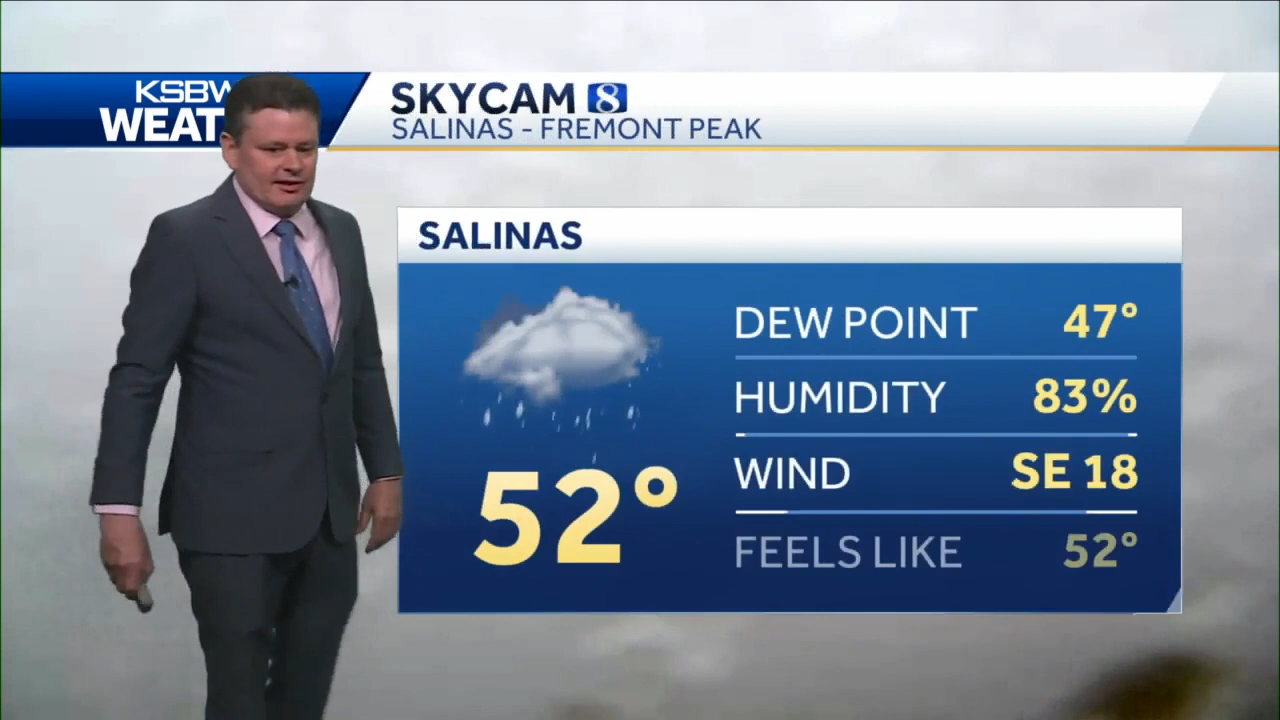 KSBW
WEAT
SKYCAM 8
SALINAS - FREMONT PEAK
SALINAS
DEW POINT 47°
HUMIDITY 83%
WIND SE 18
52°
FEELS LIKE 52°